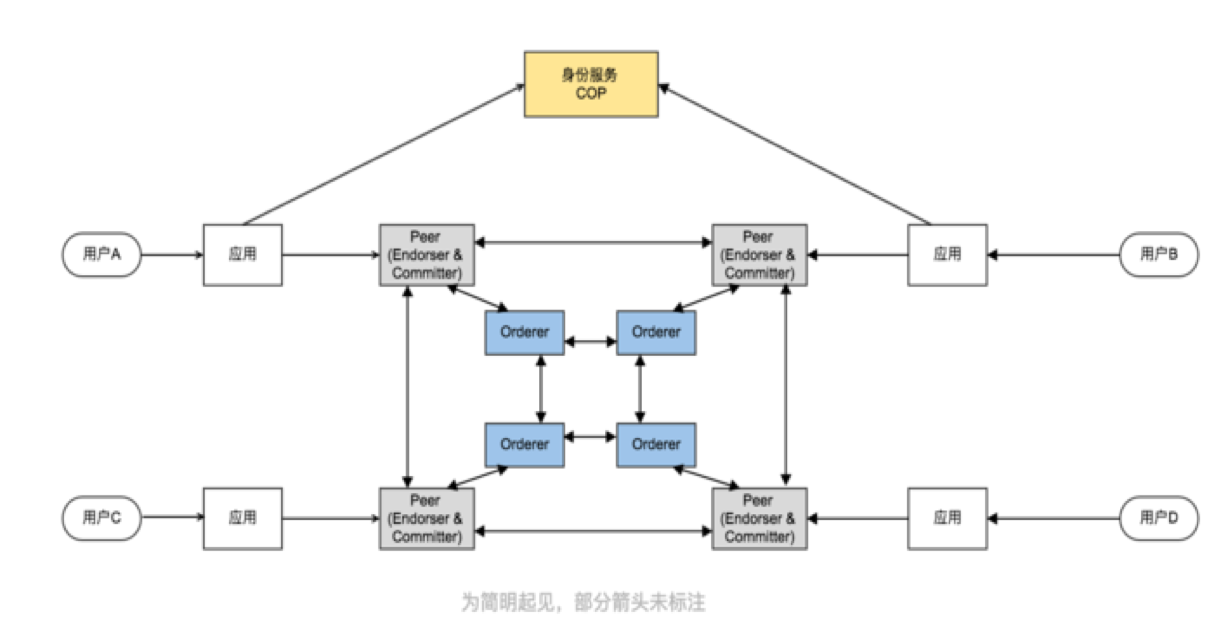 身份服务
COP
用户A
应用
Peer
(Endorser &
Committer)
Peer
(Endorser &
Committer)
应用
用户B
Orderer
Orderer
Orderer
Orderer
用户C
应用
Peer
(Endorser &
Committer)
Peer
(Endorser &
Committer)
应用
用户D
为简明起见，部分箭头未标注